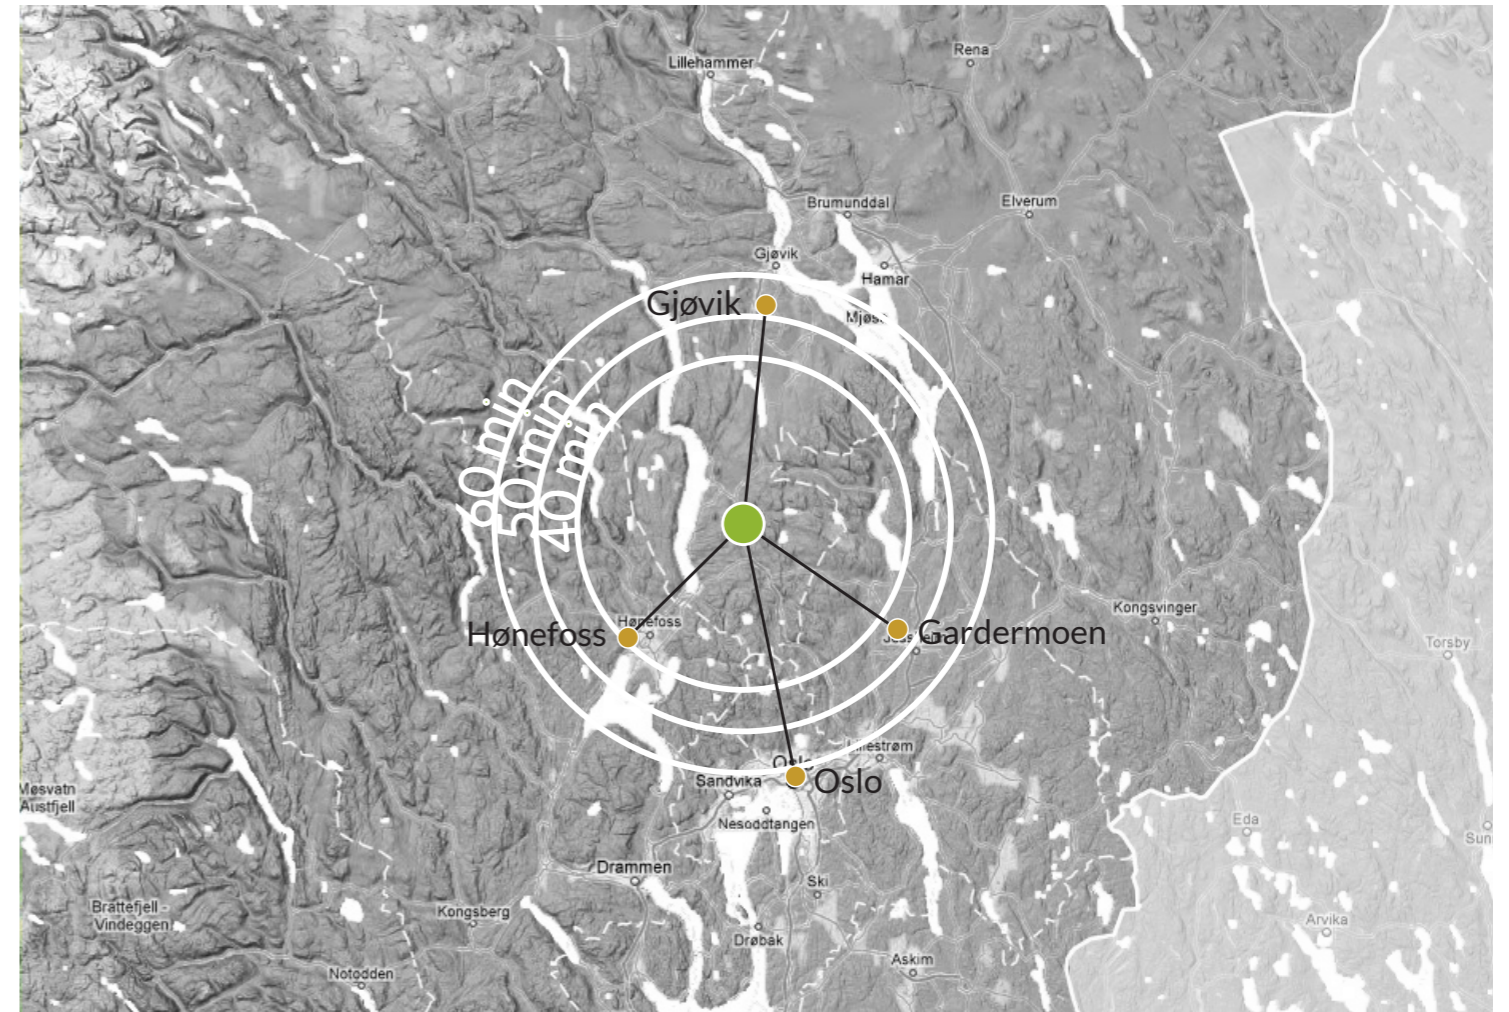 Rena
Lillehammer
Brumunddal
Elverum
Gjøvik
Hamar
Gjøvik
60 min
50 min
40 min
Kongsvinger
Hønefoss
Hønefoss
Gardermoen
Torsby
Lillestrøm
Oslo
Sandvika
Oslo
Møsvatn
Austfjell
Nesoddtangen
Eda
Drammen
Ski
Brattefjell -
Vindeggen
Kongsberg
Arvika
Drøbak
Askim
Notodden